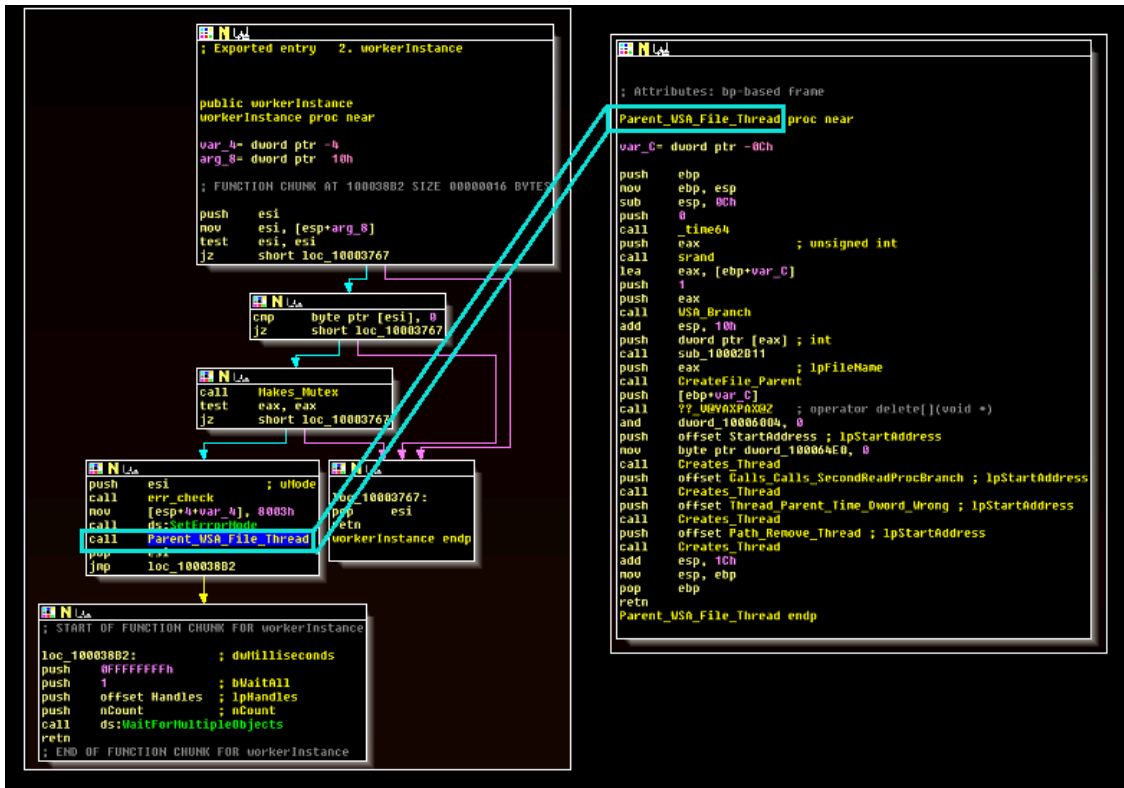 ; Exported entry   2. workerInstance
public workerInstance
workerInstance proc near
var_4= dword ptr -4
arg_8= dword ptr  10h
; FUNCTION CHUNK AT 100038B2 SIZE 00000016 BYTES
push    esi
mov     esi, [esp+arg_8]
test    esi, esi
jz      short loc_10003767
cmp     byte ptr [esi], 0
jz      short loc_10003767
call    Makes_Mutex
test    eax, eax
jz      short loc_10003767
push    esi             ; uMode
call    err_check
mov     [esp+4+var_4], 8003h
call    ds:SetErrorMode
call    Parent_WSA_File_Thread
pop     esi
jmp     loc_100038B2
loc_10003767:
pop     esi
retn
workerInstance endp
; START OF FUNCTION CHUNK FOR workerInstance
loc_100038B2:           ; dwMilliseconds
push    0FFFFFFFFh
push    1               ; bWaitAll
push    offset Handles  ; lpHandles
push    nCount          ; nCount
call    ds:WaitForMultipleObjects
retn
; END OF FUNCTION CHUNK FOR workerInstance
; Attributes: bp-based frame
Parent_WSA_File_Thread proc near
var_C= dword ptr -0Ch
push    ebp
mov     ebp, esp
sub     esp, 0Ch
push    0
call    _time64
push    eax             ; unsigned int
call    srand
lea     eax, [ebp+var_C]
push    1
push    eax
call    WSA_Branch
add     esp, 10h
push    dword ptr [eax] ; int
call    sub_10002B11
push    eax             ; lpFileName
call    CreateFile_Parent
push    [ebp+var_C]
call    ??_V@YAXPAX@Z   ; operator delete[](void *)
and     dword_10006004, 0
push    offset StartAddress ; lpStartAddress
mov     byte ptr dword_100064E0, 0
call    Creates_Thread
push    offset Calls_Calls_SecondReadProcBranch ; lpStartAddress
call    Creates_Thread
push    offset Thread_Parent_Time_Dword_Wrong ; lpStartAddress
call    Creates_Thread
push    offset Path_Remove_Thread ; lpStartAddress
call    Creates_Thread
add     esp, 1Ch
mov     esp, ebp
pop     ebp
retn
Parent_WSA_File_Thread endp